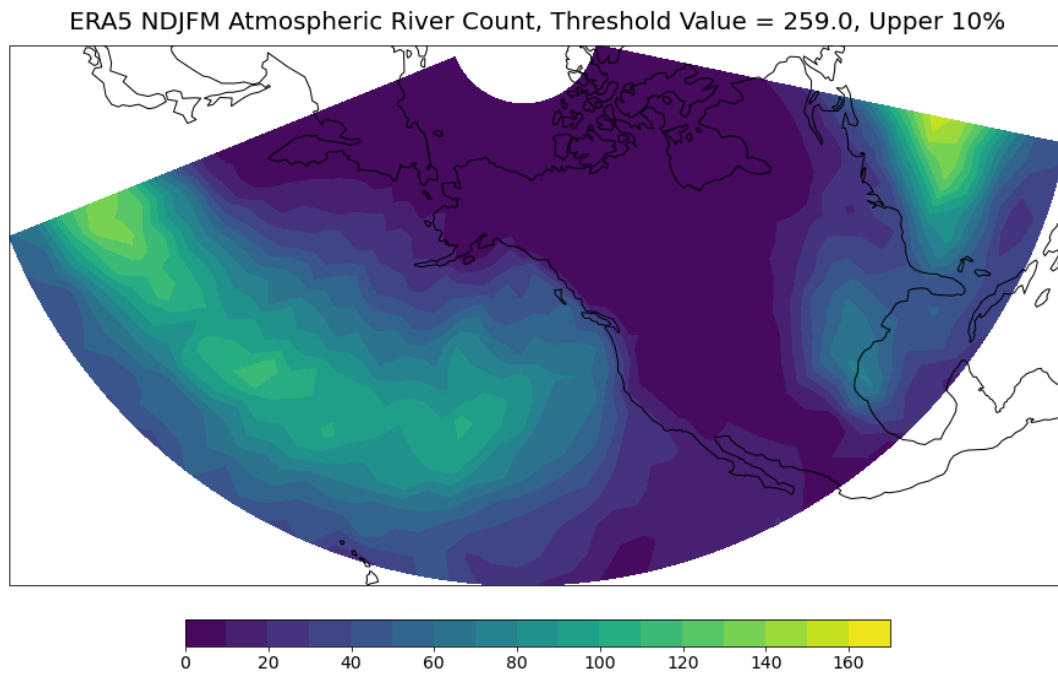 ERA5 NDJFM Atmospheric River Count, Threshold Value = 259.0, Upper 10%
0 20 40 60 80 100 120 140 160